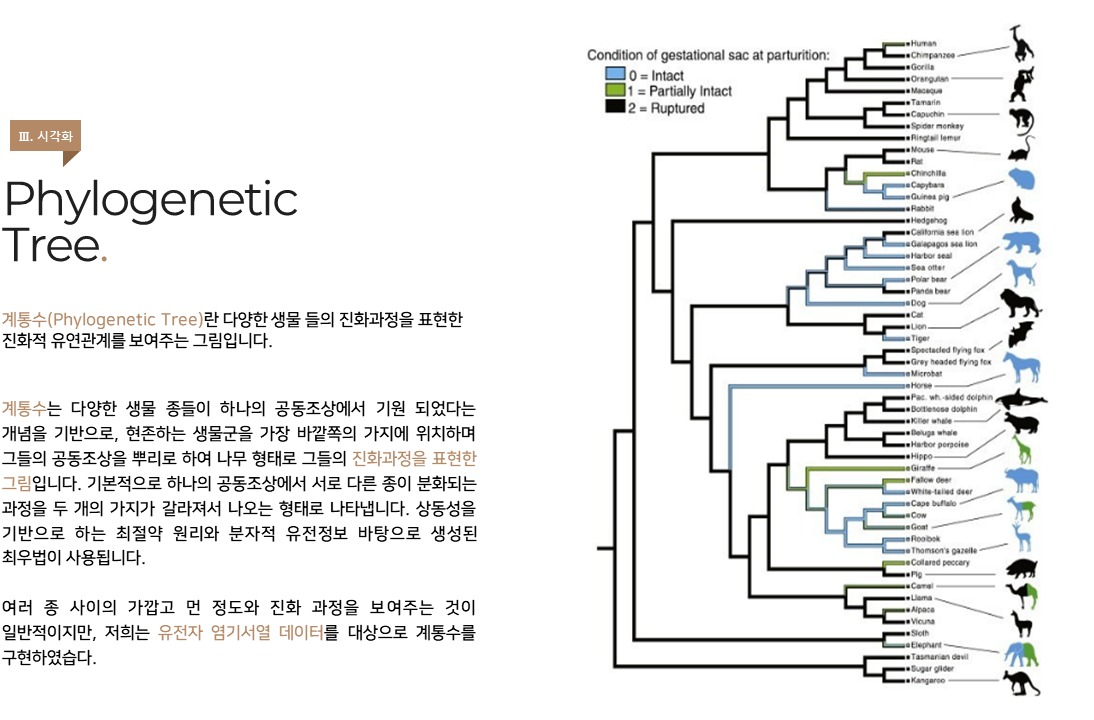 Ⅲ. 시각화
Phylogenetic
Tree.
계통수(Phylogenetic Tree)란 다양한 생물 들의 진화과정을 표현한
진화적 유연관계를 보여주는 그림입니다.
계통수는 다양한 생물 종들이 하나의 공동조상에서 기원 되었다는
개념을 기반으로, 현존하는 생물군을 가장 바깥쪽의 가지에 위치하며
그들의 공동조상을 뿌리로 하여 나무 형태로 그들의 진화과정을 표현한
그림입니다. 기본적으로 하나의 공동조상에서 서로 다른 종이 분화되는
과정을 두 개의 가지가 갈라져서 나오는 형태로 나타냅니다. 상동성을
기반으로 하는 최절약 원리와 분자적 유전정보 바탕으로 생성된
최우법이 사용됩니다.
여러 종 사이의 가깝고 먼 정도와 진화 과정을 보여주는 것이
일반적이지만, 저희는 유전자 염기서열 데이터를 대상으로 계통수를
구현하였습다.
Condition of gestational sac at parturition:
0 = Intact
1 = Partially Intact
2 = Ruptured
Human
Chimpanzee
Gorilla
Orangutan
Macaque
Tamarin
Capuchin
Spider monkey
Ringtail lemur
Mouse
Rat
Chinchilla
Capybara
Guinea pig
Rabbit
Hedgehog
California sea lion
Galapagos sea lion
Harbor seal
Sea otter
Polar bear
Panda bear
Dog
Cat
Lion
Tiger
Spectacled flying fox
Grey headed flying fox
Microbat
Horse
Pac. wh.-sided dolphin
Bottlenose dolphin
Killer whale
Beluga whale
Harbor porpoise
Hippo
Giraffe
Fallow deer
White-tailed deer
Cape buffalo
Cow
Goat
Rooibok
Thomson's gazelle
Collared peccary
Pig
Camel
Llama
Alpaca
Vicuna
Sloth
Elephant
Tasmanian devil
Sugar glider
Kangaroo